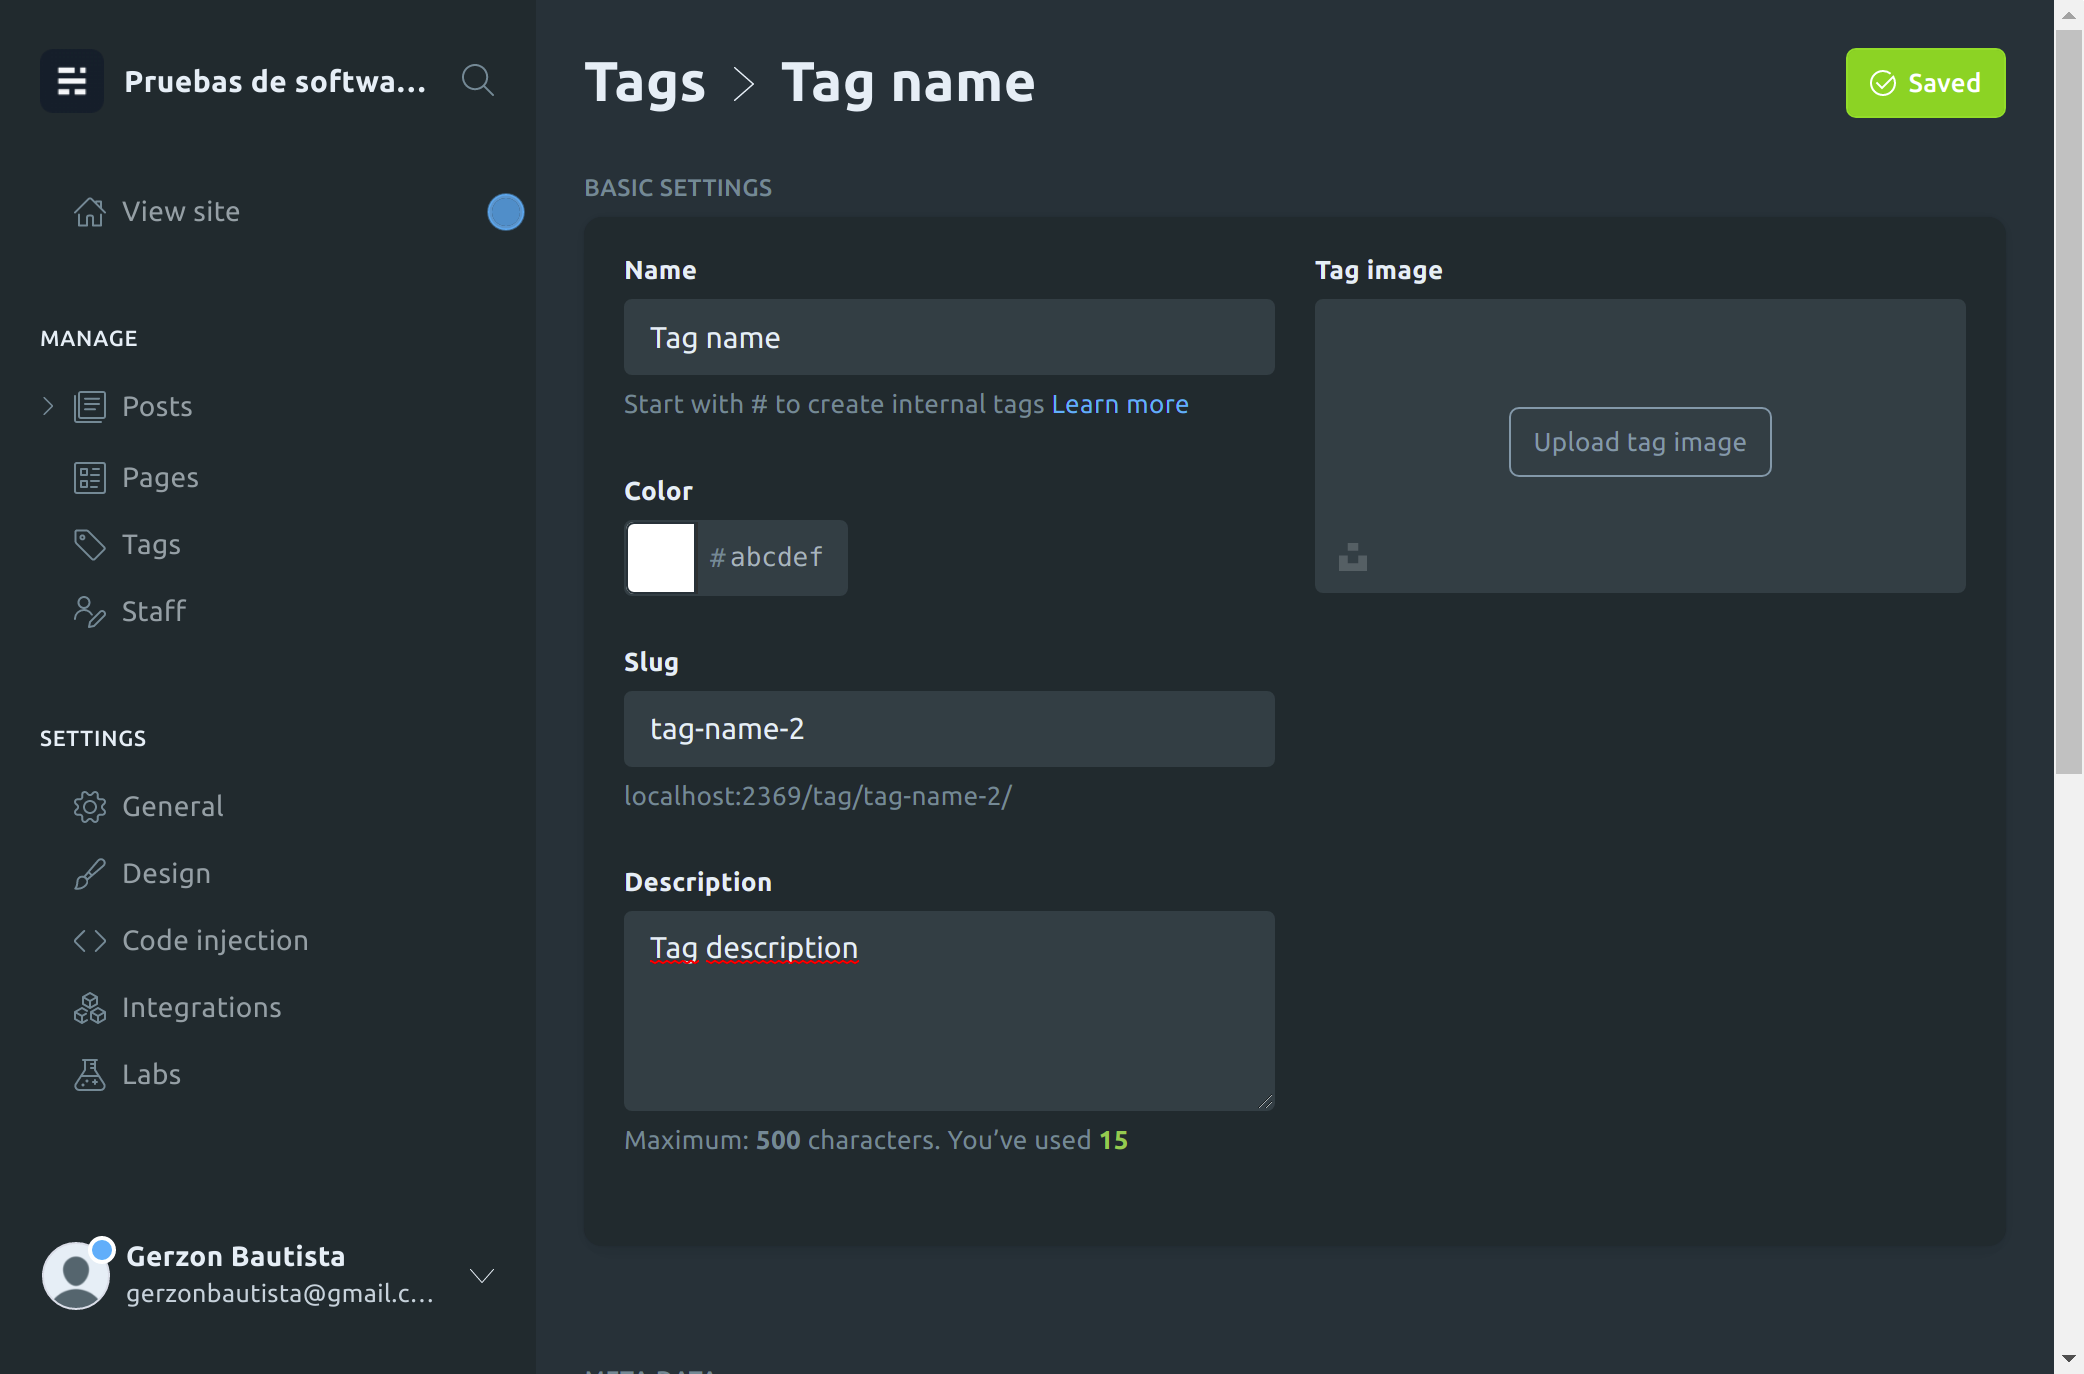 Pruebas de softwa...
View site
MANAGE
Posts
Pages
Tags
Staff
SETTINGS
General
Design
Code injection
Integrations
Labs
Gerzon Bautista
gerzonbautista@gmail.c...
Tags > Tag name
Saved
BASIC SETTINGS
Name
Tag name
Start with # to create internal tags Learn more
Color
#abcdef
Slug
tag-name-2
localhost:2369/tag/tag-name-2/
Description
Tag description
Maximum: 500 characters. You’ve used 15
Tag image
Upload tag image
META DATA